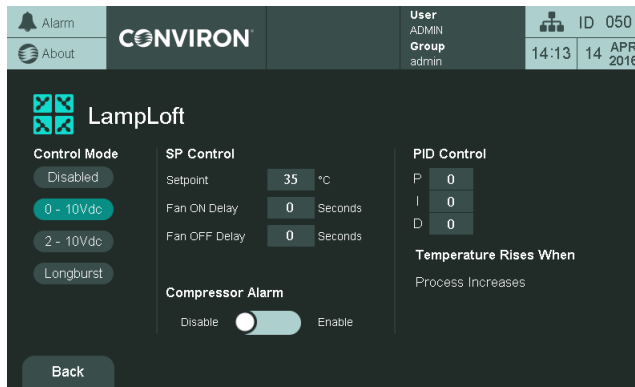 Alarm
About
CONVIRON
User
ADMIN
Group
admin
ID 050
14:13 14 APR 2016
LampLoft
Control Mode
Disabled
0 - 10Vdc
2 - 10Vdc
Longburst
SP Control
Setpoint 35 °C
Fan ON Delay 0 Seconds
Fan OFF Delay 0 Seconds
Compressor Alarm
Disable Enable
PID Control
P 0
I 0
D 0
Temperature Rises When
Process Increases
Back